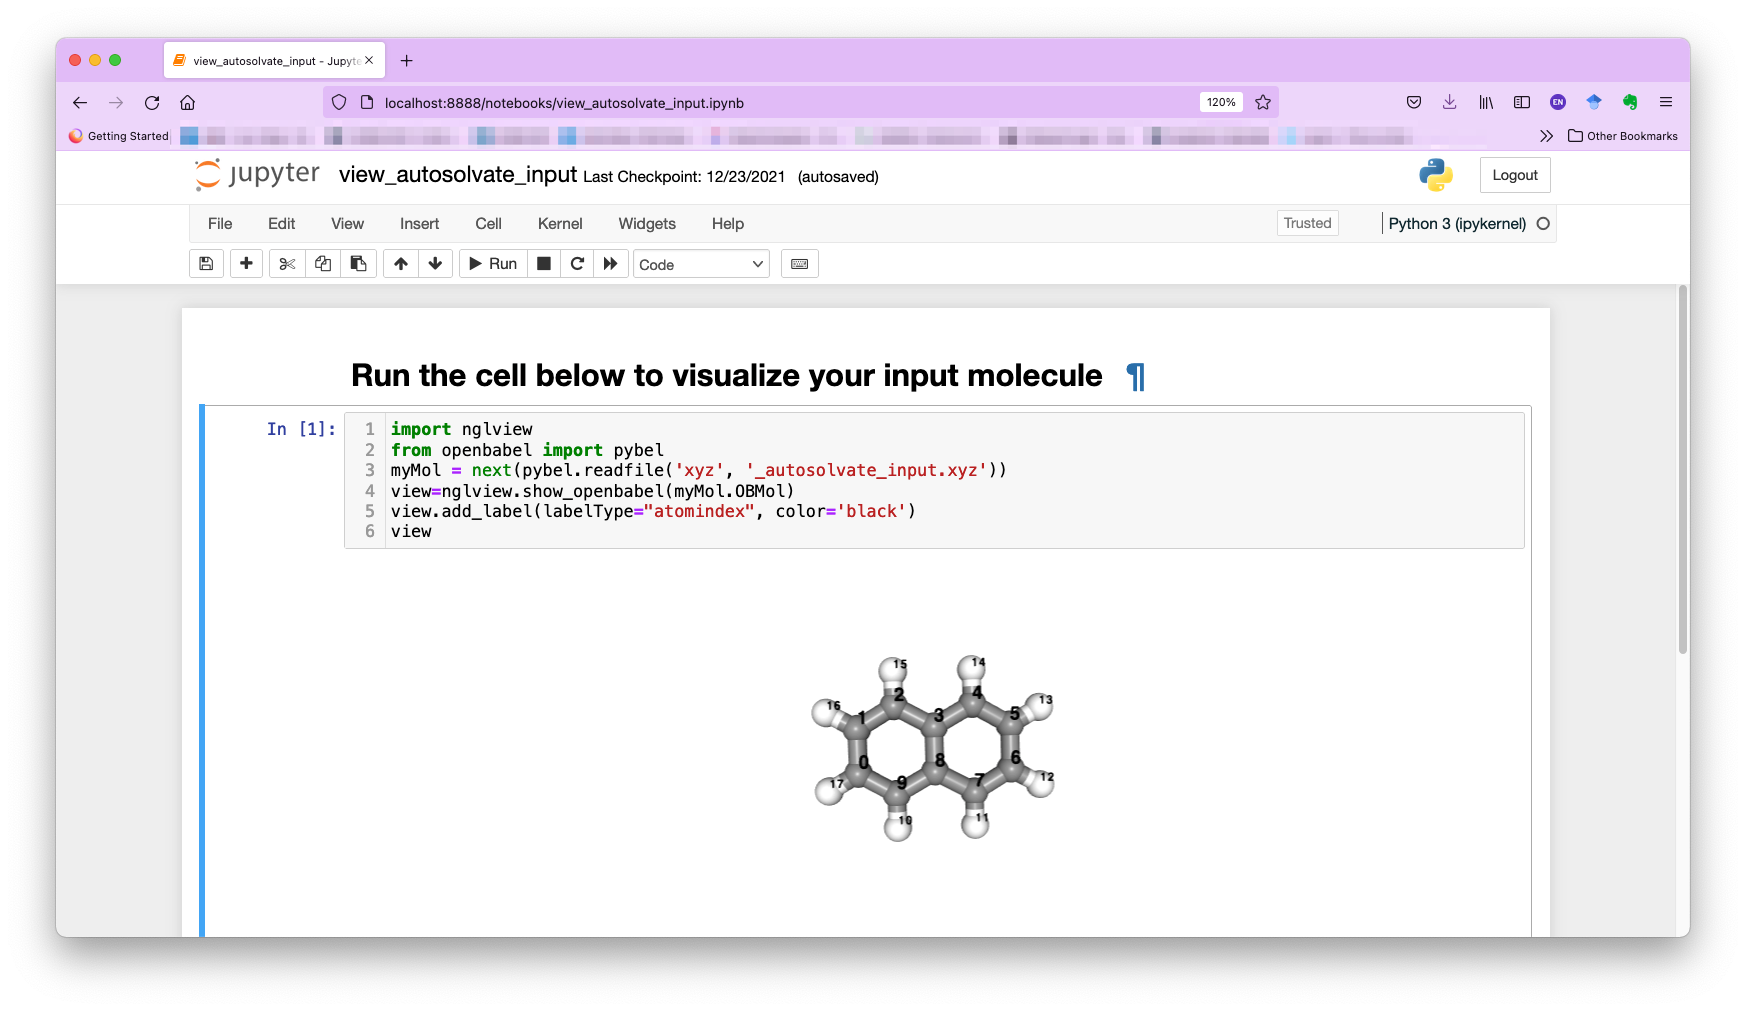 view_autosolvate_input - Jupyte
localhost:8888/notebooks/view_autosolvate_input.ipynb
120%
EN
Getting Started
Other Bookmarks
jupyter view_autosolvate_input Last Checkpoint: 12/23/2021 (autosaved)
Logout
File Edit View Insert Cell Kernel Widgets Help
Trusted
Python 3 (ipykernel)
Run
Code
Run the cell below to visualize your input molecule ¶
In [1]:
1 import nglview
2 from openbabel import pybel
3 myMol = next(pybel.readfile('xyz', '_autosolvate_input.xyz'))
4 view=nglview.show_openbabel(myMol.OBMol)
5 view.add_label(labelType="atomindex", color='black')
6 view
15 14
2 4
16 13
1 3 5
0 8 6
17 9 7 12
10 11